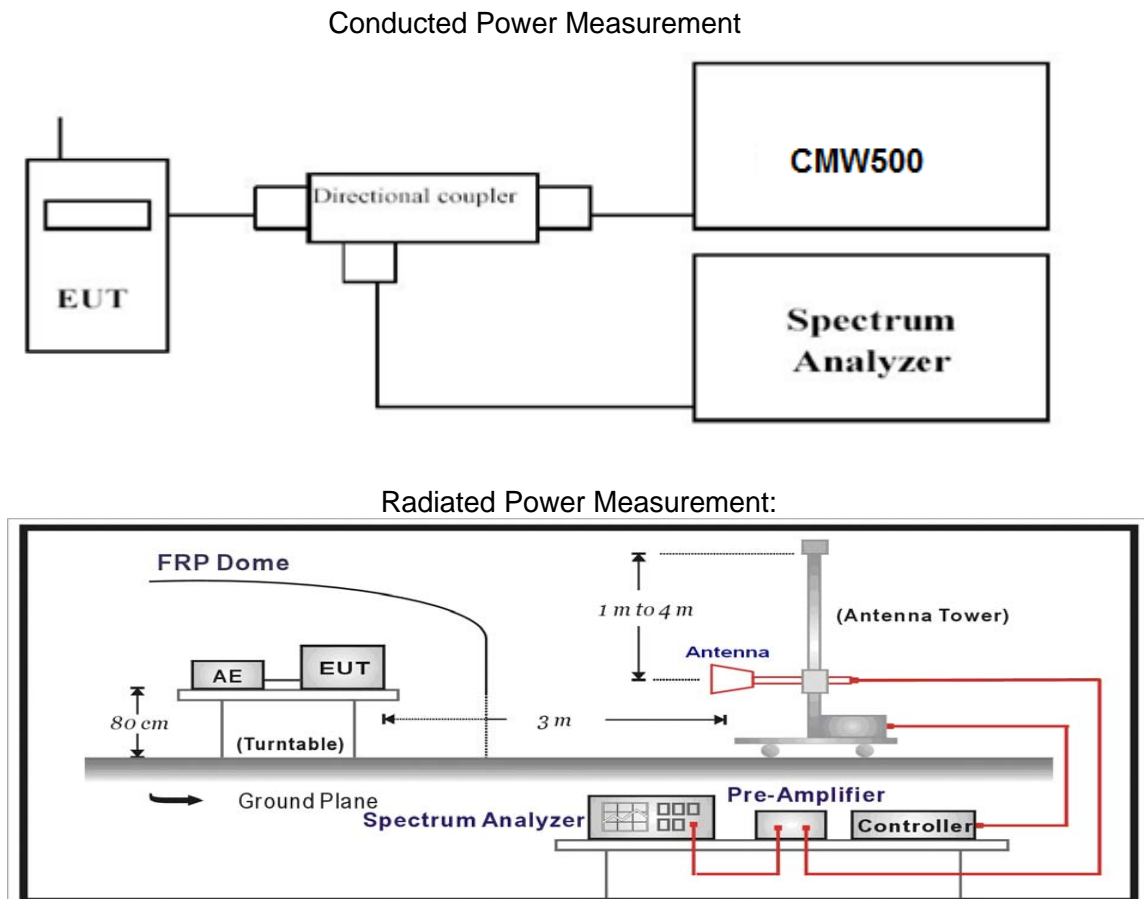 Conducted Power Measurement
CMW500
Directional coupler
EUT
Spectrum
Analyzer
Radiated Power Measurement:
FRP Dome
1 m to 4 m
(Antenna Tower)
Antenna
AE
EUT
80 cm
3 m
(Turntable)
Ground Plane
Pre-Amplifier
Spectrum Analyzer
Controller